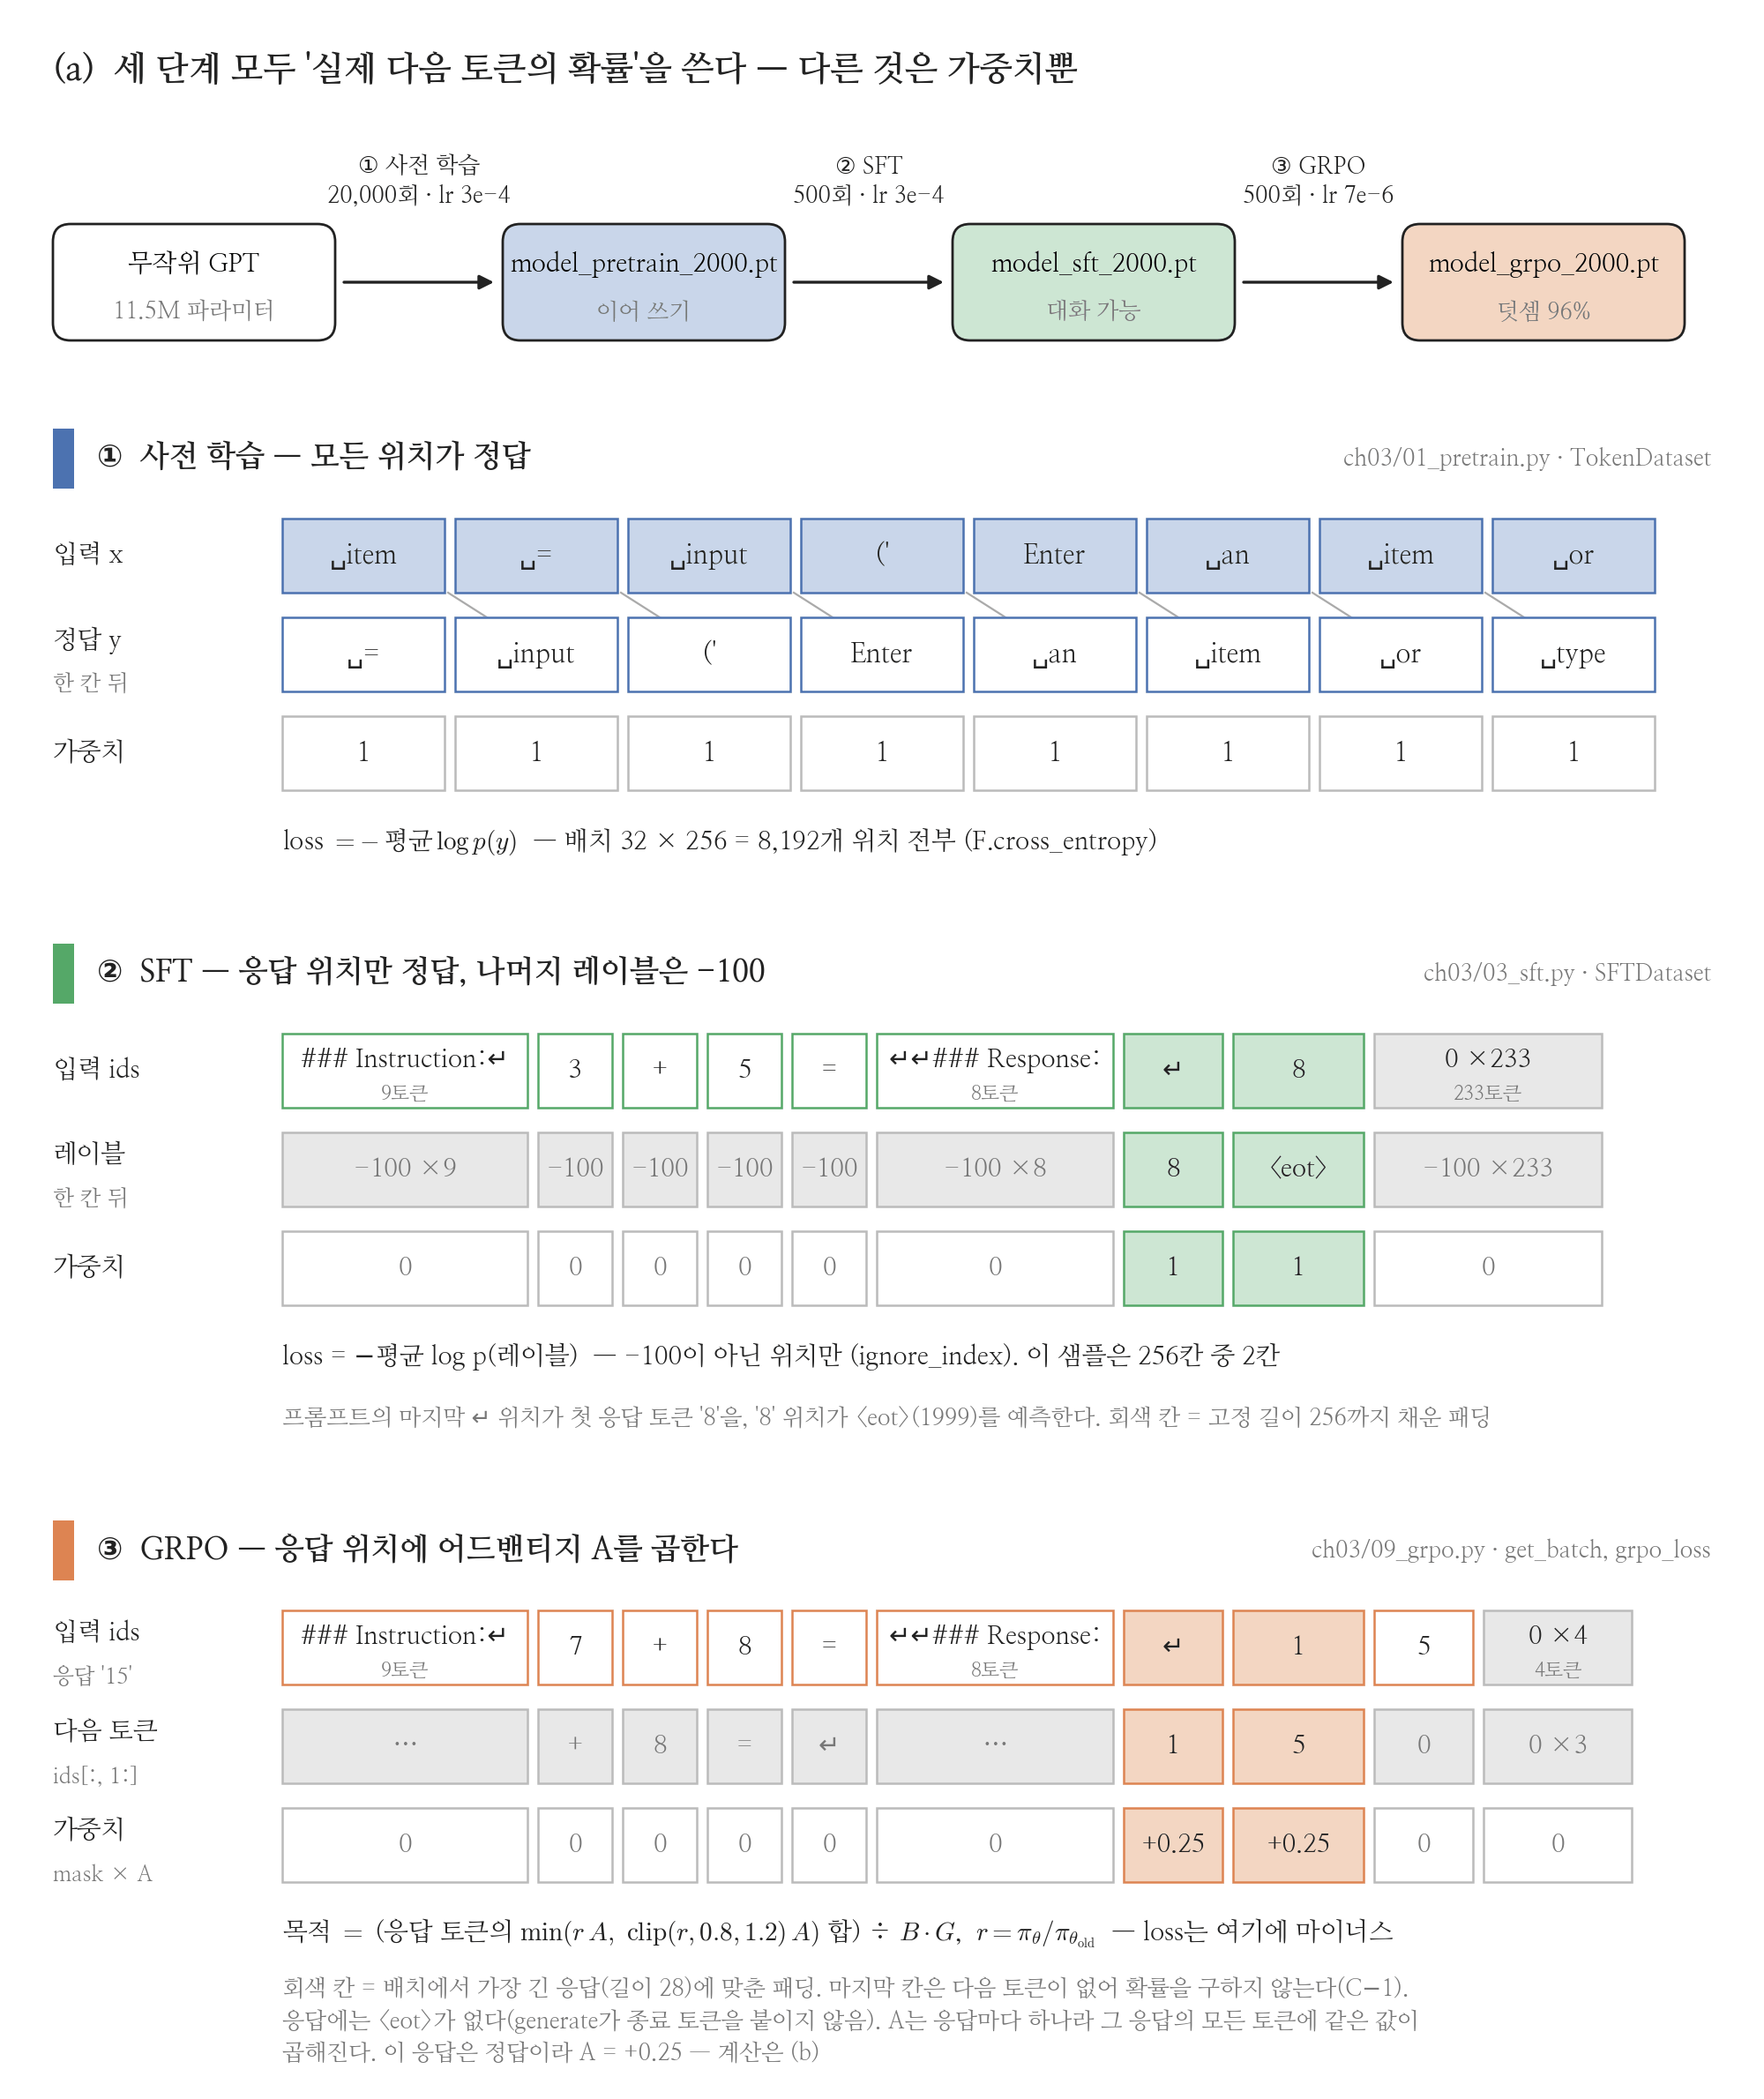 (a) 세 단계 모두 '실제 다음 토큰의 확률'을 쓴다 — 다른 것은 가중치뿐
① 사전 학습
20,000회 · lr 3e−4
② SFT
500회 · lr 3e−4
③ GRPO
500회 · lr 7e−6
무작위 GPT
11.5M 파라미터
model_pretrain_2000.pt
이어 쓰기
model_sft_2000.pt
대화 가능
model_grpo_2000.pt
덧셈 96%
① 사전 학습 — 모든 위치가 정답
ch03/01_pretrain.py · TokenDataset
입력 x
␣item ␣= ␣input (' Enter ␣an ␣item ␣or
정답 y
한 칸 뒤
␣= ␣input (' Enter ␣an ␣item ␣or ␣type
가중치
1 1 1 1 1 1 1 1
loss = − 평균 log p(y) — 배치 32 × 256 = 8,192개 위치 전부 (F.cross_entropy)
② SFT — 응답 위치만 정답, 나머지 레이블은 −100
ch03/03_sft.py · SFTDataset
입력 ids
### Instruction:↵ 3 + 5 = ↵↵### Response: ↵ 8 0 ×233
9토큰 8토큰 233토큰
레이블
한 칸 뒤
−100 ×9 −100 −100 −100 −100 −100 ×8 8 〈eot〉 −100 ×233
가중치
0 0 0 0 0 0 1 1 0
loss = −평균 log p(레이블) — −100이 아닌 위치만 (ignore_index). 이 샘플은 256칸 중 2칸
프롬프트의 마지막 ↵ 위치가 첫 응답 토큰 '8'을, '8' 위치가 〈eot〉(1999)를 예측한다. 회색 칸 = 고정 길이 256까지 채운 패딩
③ GRPO — 응답 위치에 어드밴티지 A를 곱한다
ch03/09_grpo.py · get_batch, grpo_loss
입력 ids
응답 '15'
### Instruction:↵ 7 + 8 = ↵↵### Response: ↵ 1 5 0 ×4
9토큰 8토큰 4토큰
다음 토큰
ids[:, 1:]
⋯ + 8 = ↵ ⋯ 1 5 0 0 ×3
가중치
mask × A
0 0 0 0 0 0 +0.25 +0.25 0 0
목적 = (응답 토큰의 min(r A, clip(r, 0.8, 1.2) A) 합) ÷ B · G, r = π_θ/π_θ_old — loss는 여기에 마이너스
회색 칸 = 배치에서 가장 긴 응답(길이 28)에 맞춘 패딩. 마지막 칸은 다음 토큰이 없어 확률을 구하지 않는다(C−1).
응답에는 〈eot〉가 없다(generate가 종료 토큰을 붙이지 않음). A는 응답마다 하나라 그 응답의 모든 토큰에 같은 값이
곱해진다. 이 응답은 정답이라 A = +0.25 — 계산은 (b)